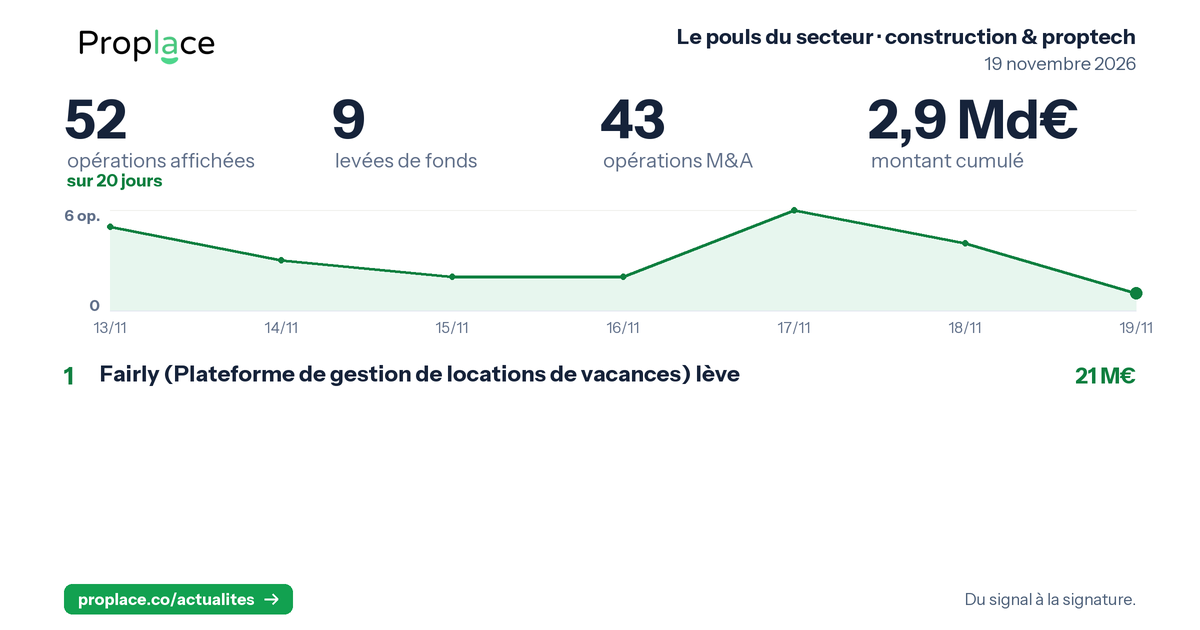 Proplace
Le pouls du secteur · construction & proptech
19 novembre 2026
52
opérations affichées
sur 20 jours
9
levées de fonds
43
opérations M&A
2,9 Md€
montant cumulé
6 op.
0
13/11 14/11 15/11 16/11 17/11 18/11 19/11
1 Fairly (Plateforme de gestion de locations de vacances) lève 21 M€
proplace.co/actualites →
Du signal à la signature.